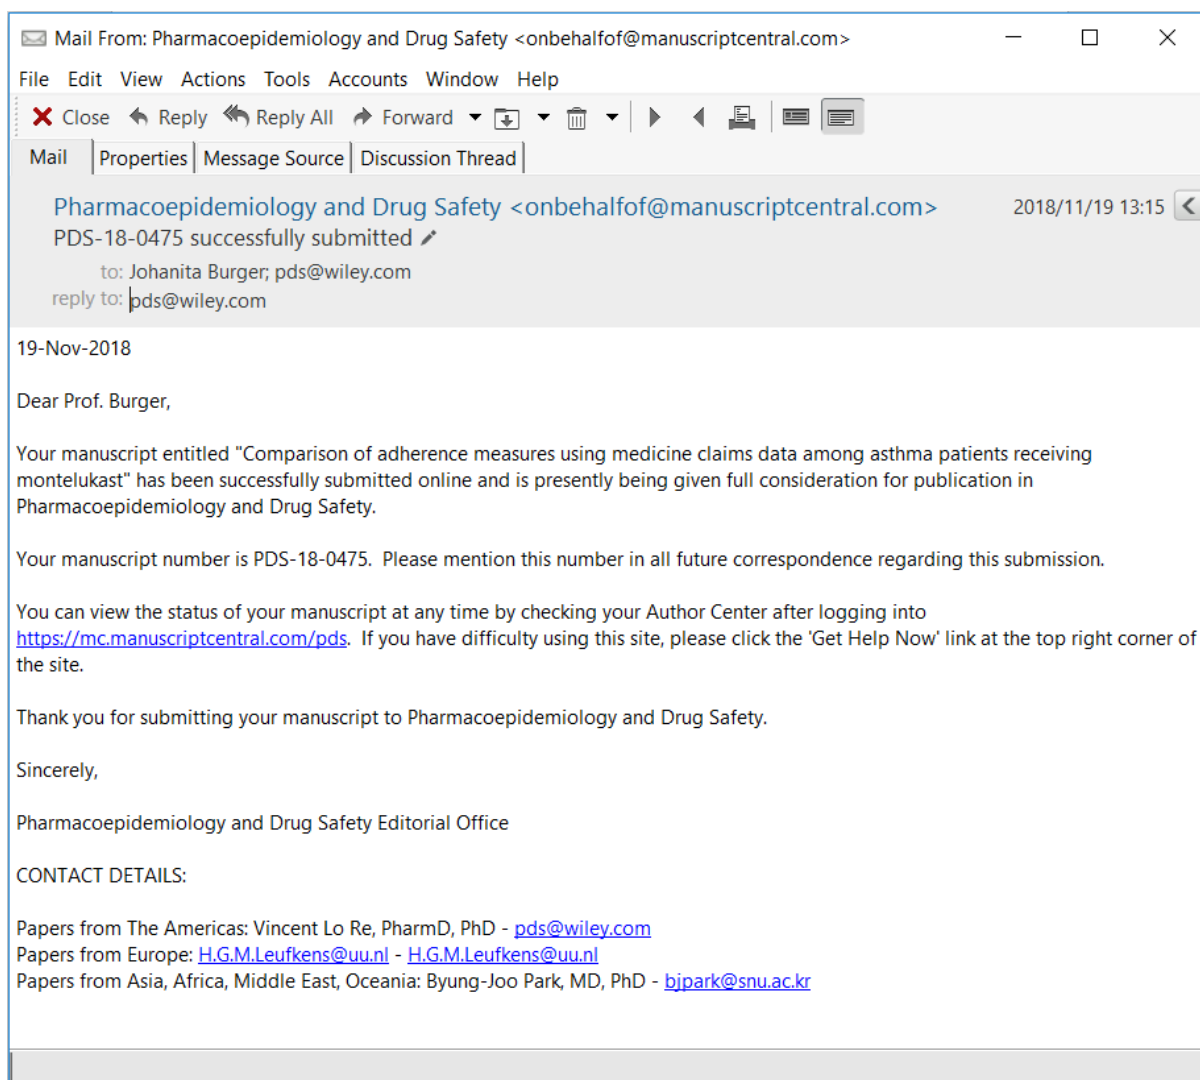 Mail From: Pharmacoepidemiology and Drug Safety <onbehalfof@manuscriptcentral.com>
File Edit View Actions Tools Accounts Window Help
Close Reply Reply All Forward
Mail Properties Message Source Discussion Thread
Pharmacoepidemiology and Drug Safety <onbehalfof@manuscriptcentral.com> 2018/11/19 13:15
PDS-18-0475 successfully submitted
to: Johanita Burger; pds@wiley.com
reply to: pds@wiley.com
19-Nov-2018
Dear Prof. Burger,
Your manuscript entitled "Comparison of adherence measures using medicine claims data among asthma patients receiving
montelukast" has been successfully submitted online and is presently being given full consideration for publication in
Pharmacoepidemiology and Drug Safety.
Your manuscript number is PDS-18-0475.  Please mention this number in all future correspondence regarding this submission.
You can view the status of your manuscript at any time by checking your Author Center after logging into
https://mc.manuscriptcentral.com/pds.  If you have difficulty using this site, please click the 'Get Help Now' link at the top right corner of
the site.
Thank you for submitting your manuscript to Pharmacoepidemiology and Drug Safety.
Sincerely,
Pharmacoepidemiology and Drug Safety Editorial Office
CONTACT DETAILS:
Papers from The Americas: Vincent Lo Re, PharmD, PhD - pds@wiley.com
Papers from Europe: H.G.M.Leufkens@uu.nl - H.G.M.Leufkens@uu.nl
Papers from Asia, Africa, Middle East, Oceania: Byung-Joo Park, MD, PhD - bjpark@snu.ac.kr